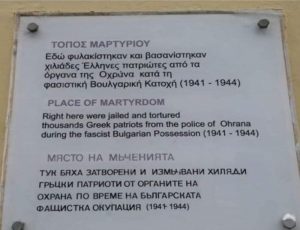 ΤΟΠΟΣ ΜΑΡΤΥΡΙΟΥ
Εδώ φυλακίστηκαν και βασανίστηκαν
χιλιάδες Έλληνες πατριώτες από τα
όργανα της Οχρώνα κατά τη
φασιστική Βουλγαρική Κατοχή (1941 - 1944)
PLACE OF MARTYRDOM
Right here were jailed and tortured
thousands Greek patriots from the police of Ohrana
during the fascist Bulgarian Possession (1941 - 1944)
МЯСТО НА МЪЧЕНИЯТА
ТУК БЯХА ЗАТВОРЕНИ И ИЗМЪЧВАНИ ХИЛЯДИ
ГРЪЦКИ ПАТРИОТИ ОТ ОРГАНИТЕ НА
ОХРАНА ПО ВРЕМЕ НА БЪЛГАРСКАТА
ФАЩИСТКА ОКУПАЦИЯ (1941- 1944)